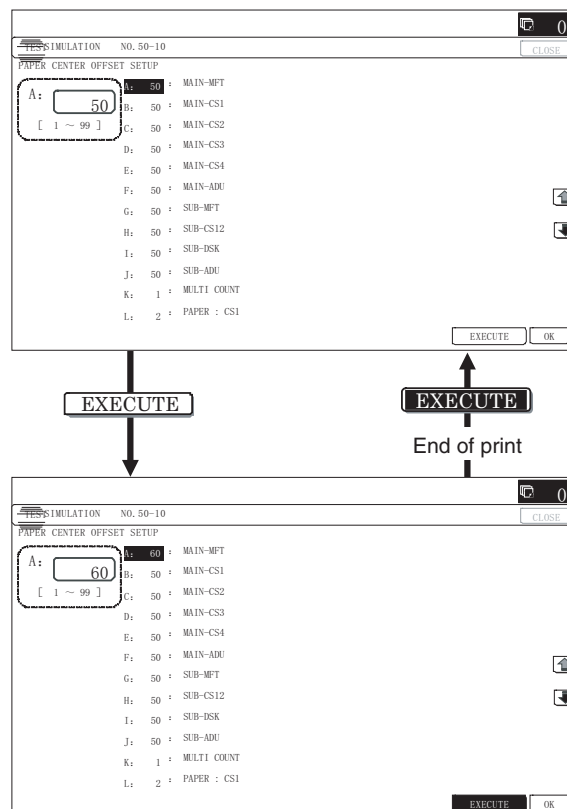 0
TEST SIMULATION NO.50-10
CLOSE
PAPER CENTER OFFSET SETUP
A: 50
[ 1 ~ 99 ]
A: 50 : MAIN-MFT
B: 50 : MAIN-CS1
C: 50 : MAIN-CS2
D: 50 : MAIN-CS3
E: 50 : MAIN-CS4
F: 50 : MAIN-ADU
G: 50 : SUB-MFT
H: 50 : SUB-CS12
I: 50 : SUB-DSK
J: 50 : SUB-ADU
K: 1 : MULTI COUNT
L: 2 : PAPER : CS1
EXECUTE OK
EXECUTE
EXECUTE
End of print
0
TEST SIMULATION NO.50-10
CLOSE
PAPER CENTER OFFSET SETUP
A: 60
[ 1 ~ 99 ]
A: 60 : MAIN-MFT
B: 50 : MAIN-CS1
C: 50 : MAIN-CS2
D: 50 : MAIN-CS3
E: 50 : MAIN-CS4
F: 50 : MAIN-ADU
G: 50 : SUB-MFT
H: 50 : SUB-CS12
I: 50 : SUB-DSK
J: 50 : SUB-ADU
K: 1 : MULTI COUNT
L: 2 : PAPER : CS1
EXECUTE OK